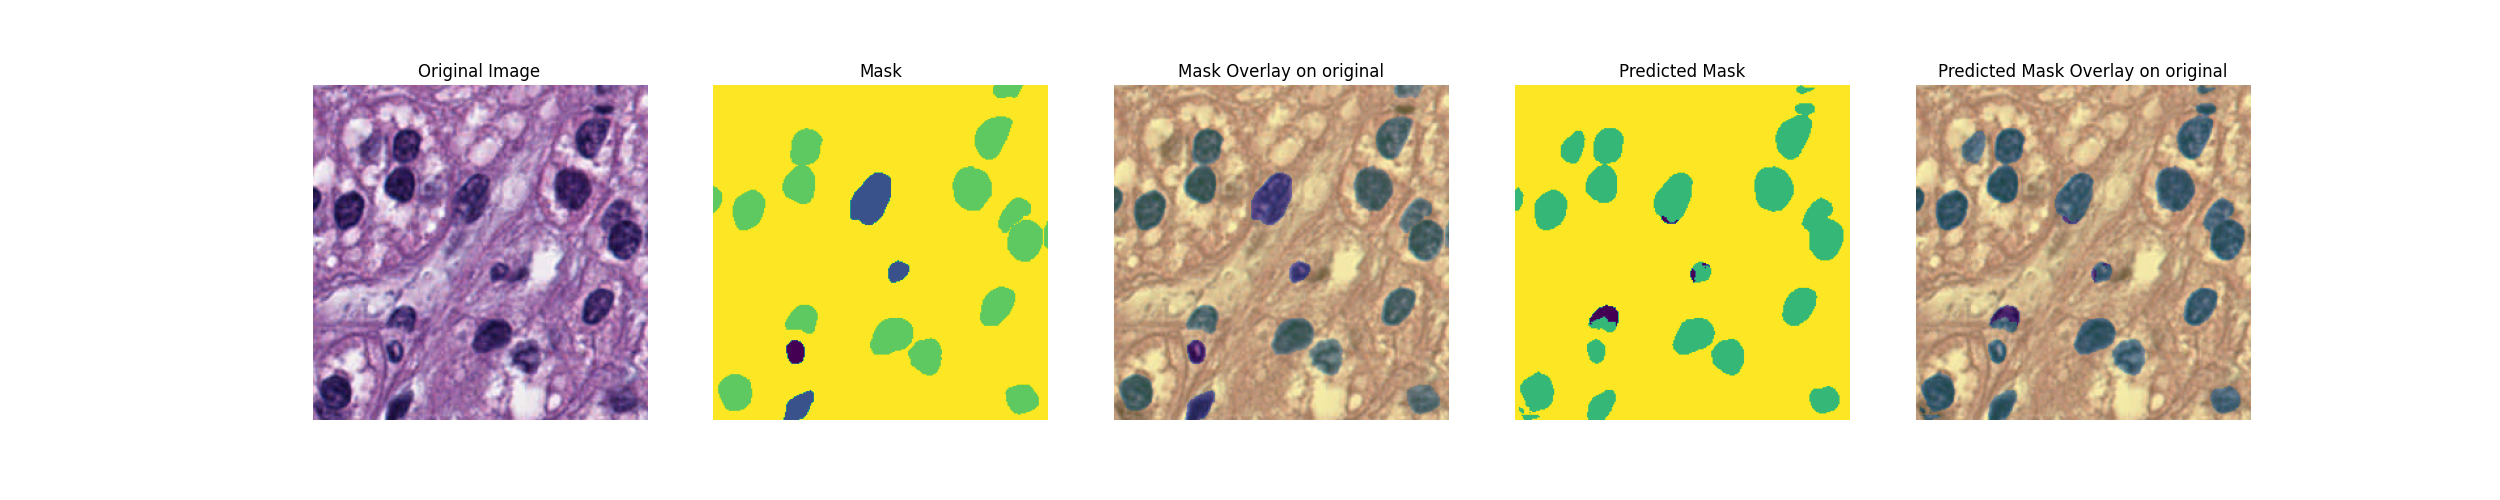 Original Image
Mask
Mask Overlay on original
Predicted Mask
Predicted Mask Overlay on original